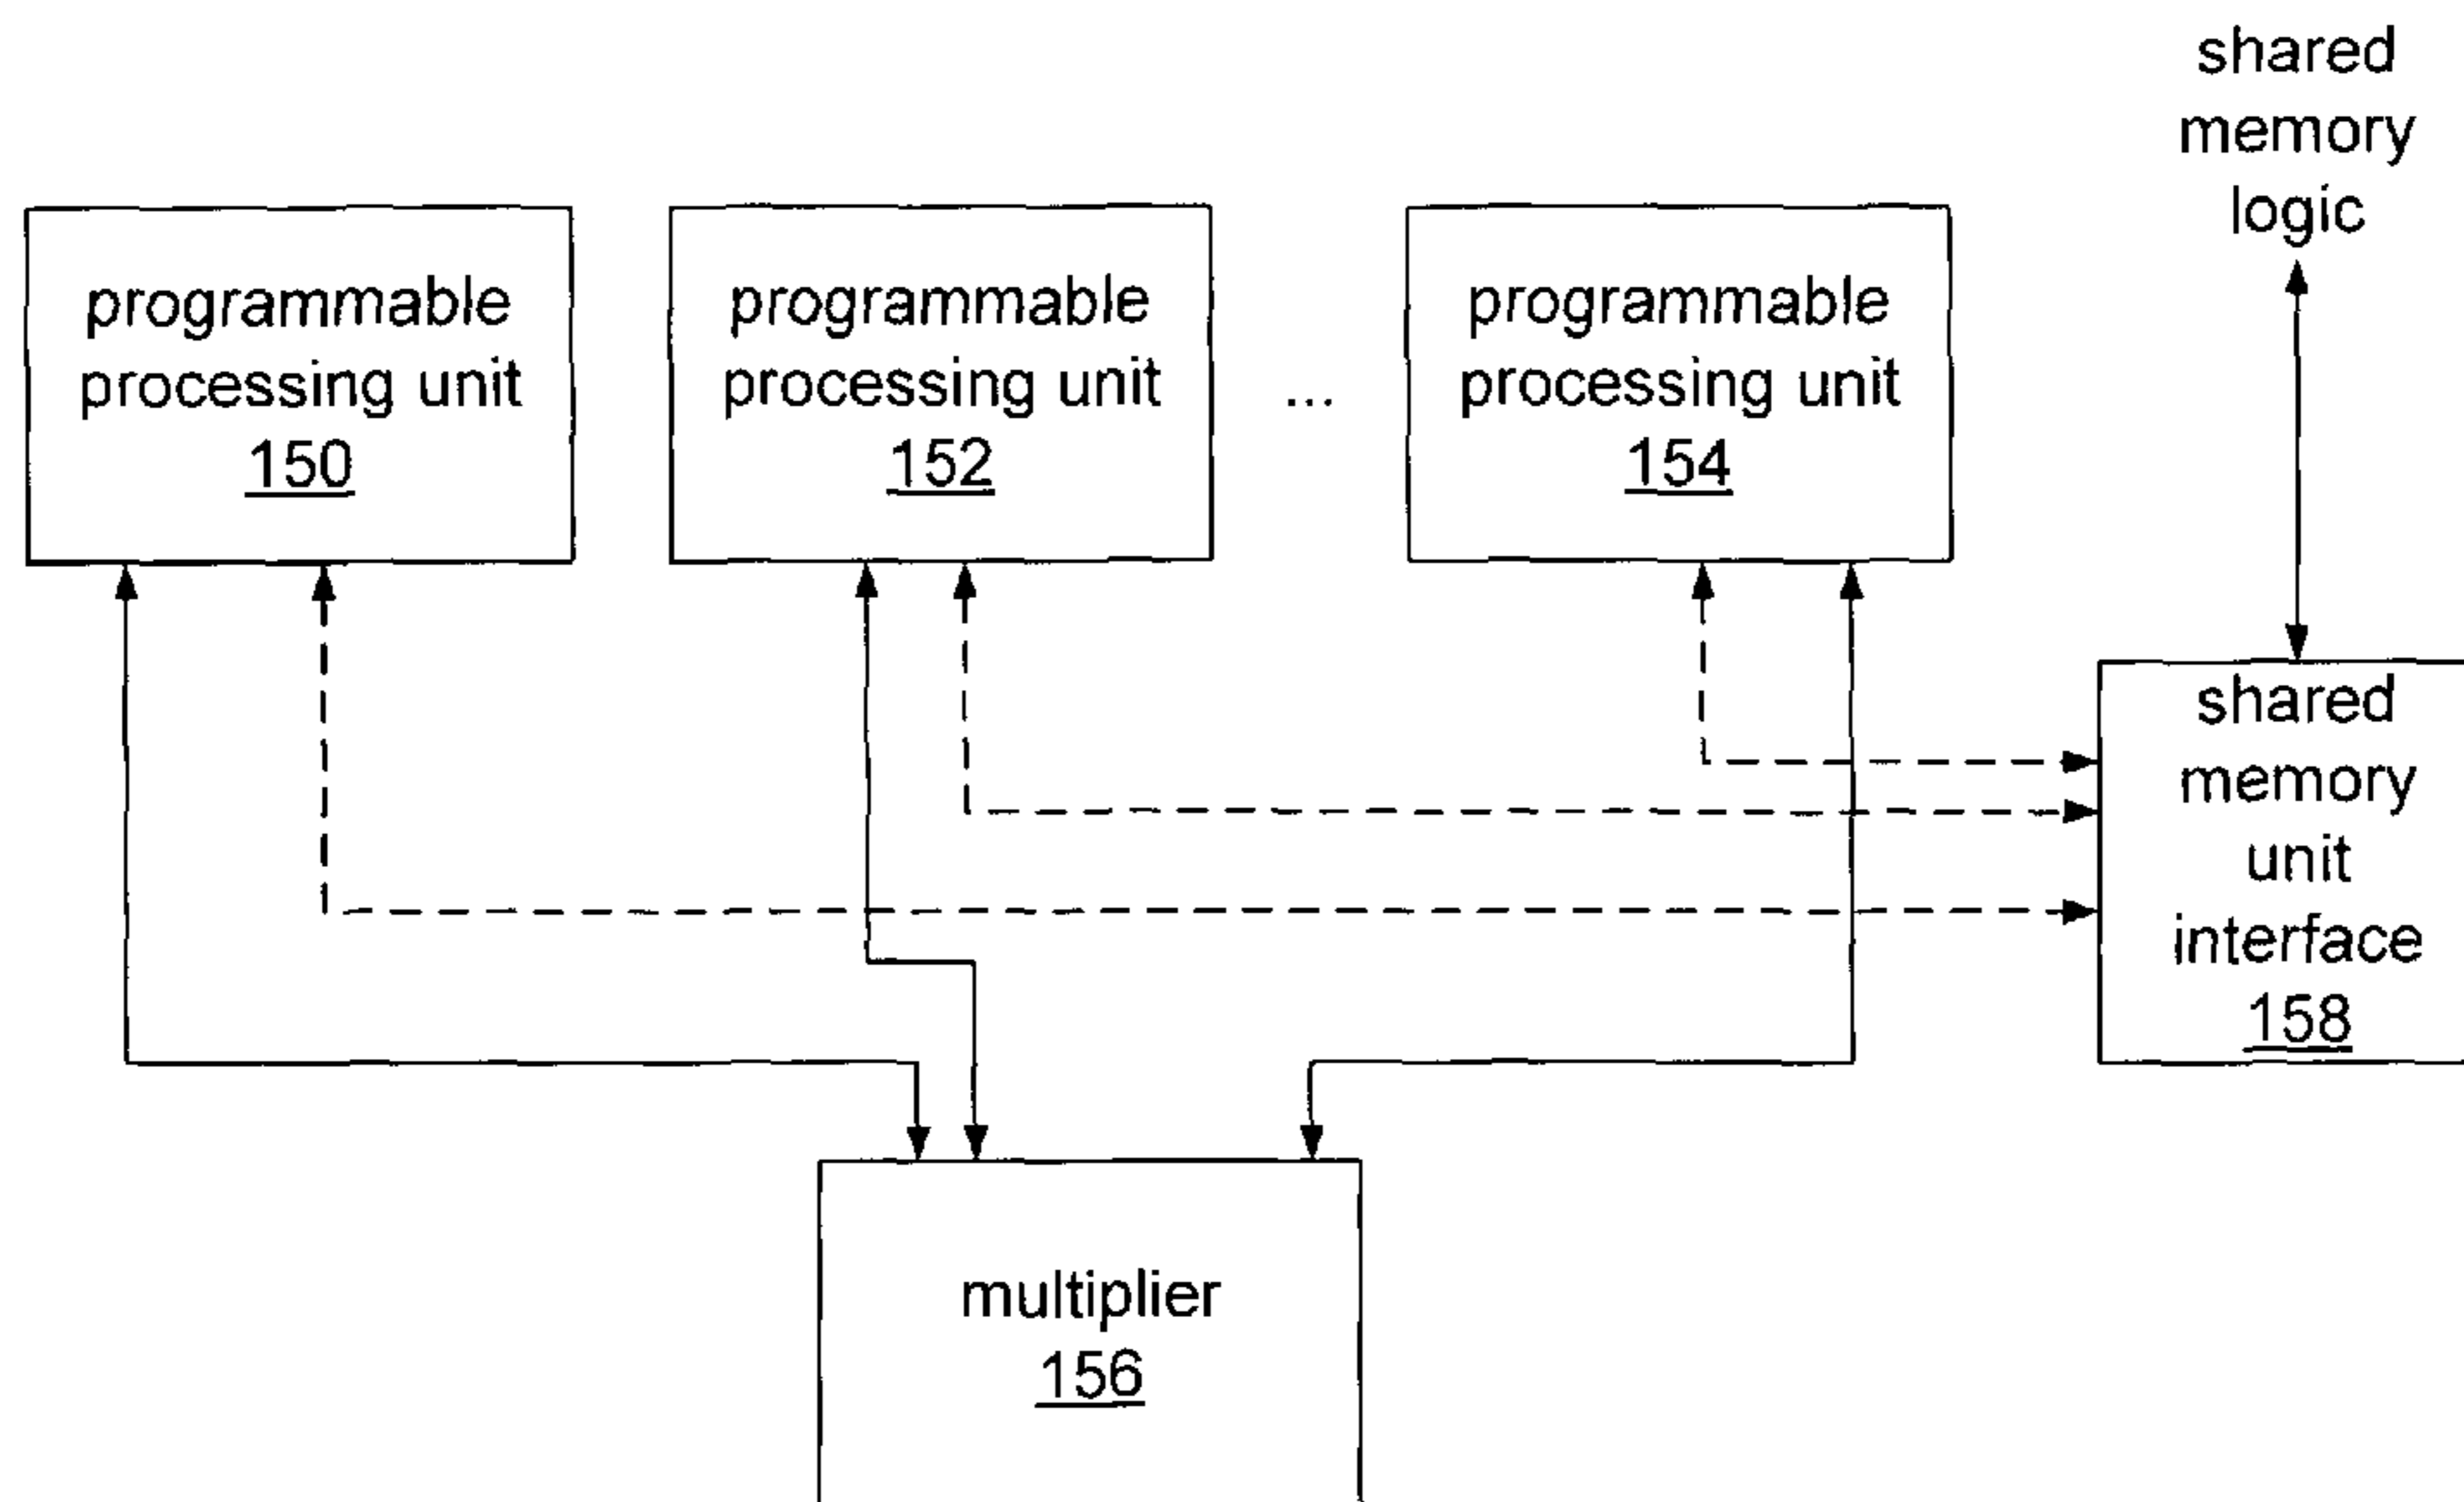 shared
memory
logic
programmable
processing unit
150
programmable
processing unit
152
...
programmable
processing unit
154
shared
memory
unit
interface
158
multiplier
156